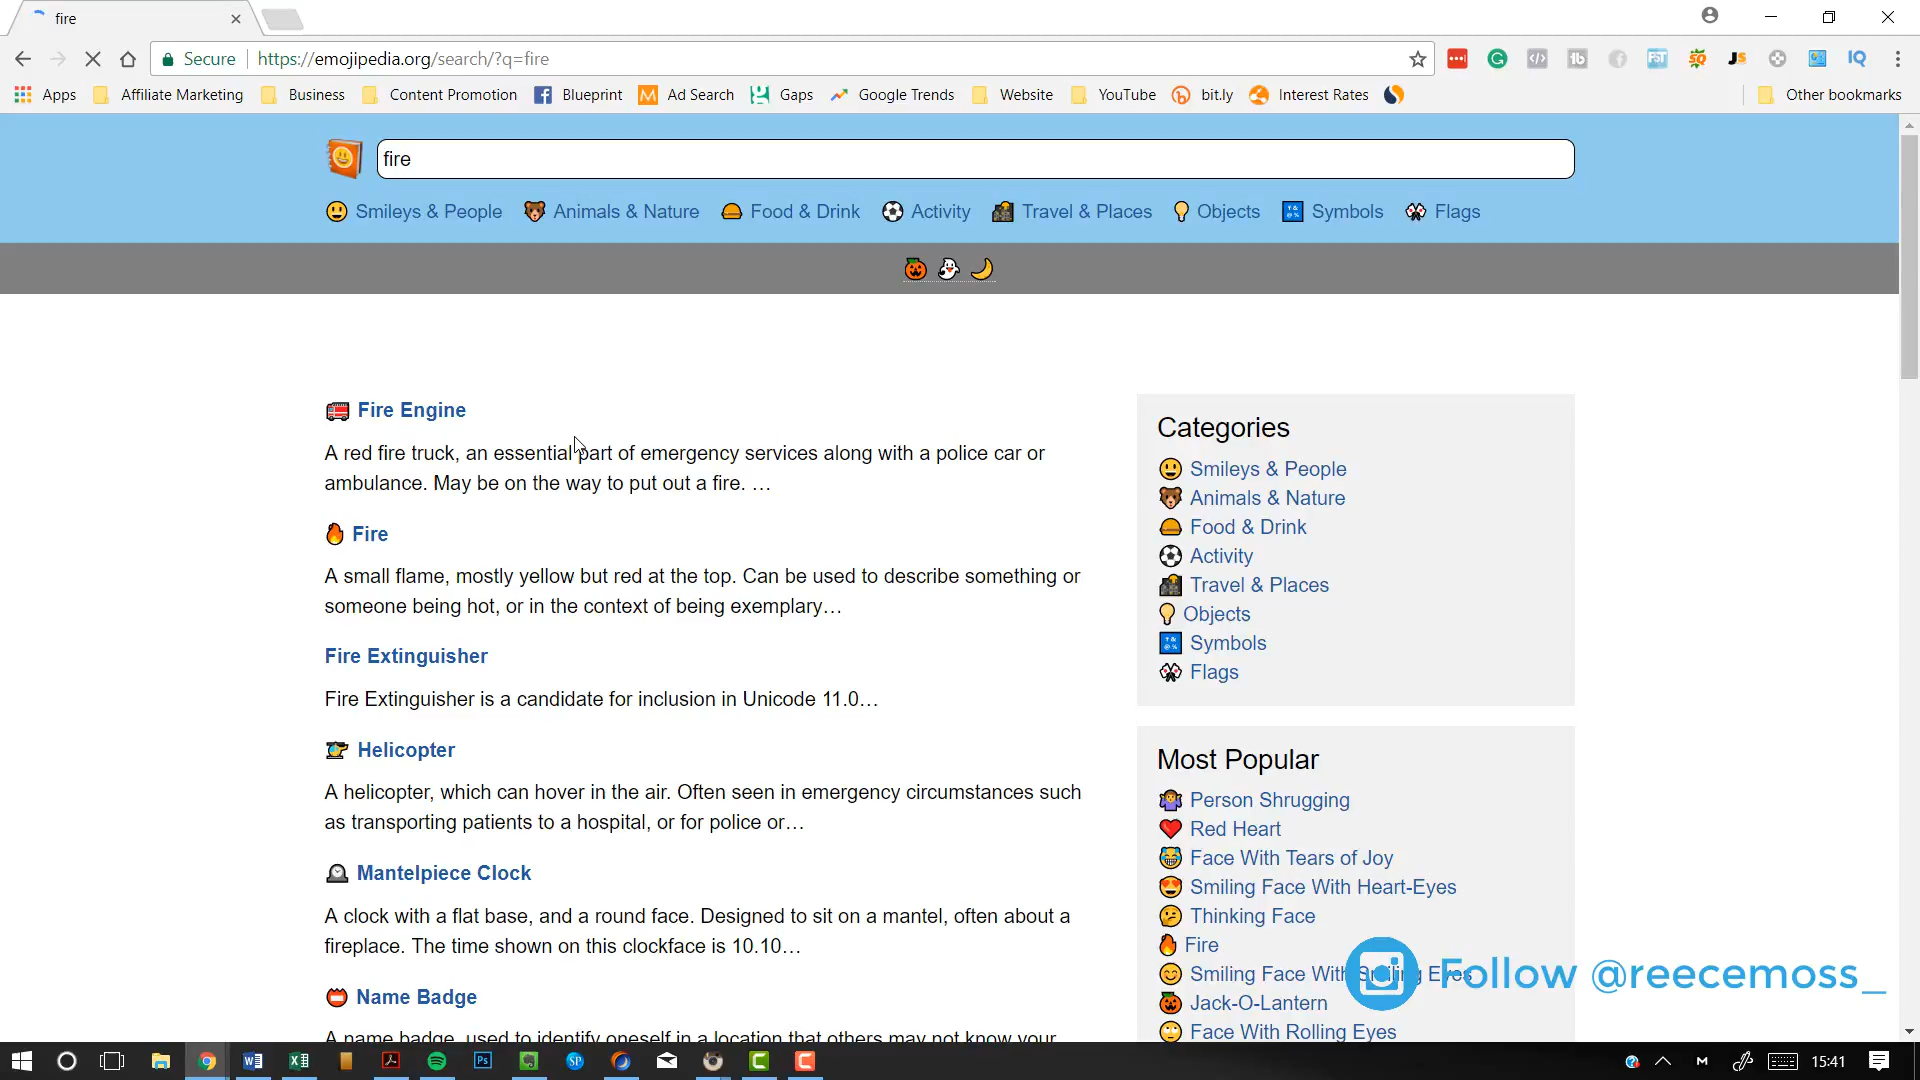 fire
Secure
https://emojipedia.org/search/?q=fire
Apps
Affiliate Marketing
Business
Content Promotion
Blueprint
Ad Search
Gaps
Google Trends
Website
YouTube
bit.ly
Interest Rates
Other bookmarks
fire
Smileys & People
Animals & Nature
Food & Drink
Activity
Travel & Places
Objects
Symbols
Flags
Fire Engine
A red fire truck, an essential part of emergency services along with a police car or
ambulance. May be on the way to put out a fire. …
Fire
A small flame, mostly yellow but red at the top. Can be used to describe something or
someone being hot, or in the context of being exemplary…
Fire Extinguisher
Fire Extinguisher is a candidate for inclusion in Unicode 11.0…
Helicopter
A helicopter, which can hover in the air. Often seen in emergency circumstances such
as transporting patients to a hospital, or for police or…
Mantelpiece Clock
A clock with a flat base, and a round face. Designed to sit on a mantel, often about a
fireplace. The time shown on this clockface is 10.10…
Name Badge
A name badge, used to identify oneself in a location that others may not know your
Categories
Smileys & People
Animals & Nature
Food & Drink
Activity
Travel & Places
Objects
Symbols
Flags
Most Popular
Person Shrugging
Red Heart
Face With Tears of Joy
Smiling Face With Heart-Eyes
Thinking Face
Fire
Smiling Face With Smiling Eyes
Jack-O-Lantern
Face With Rolling Eyes
Follow @reecemoss_
15:41